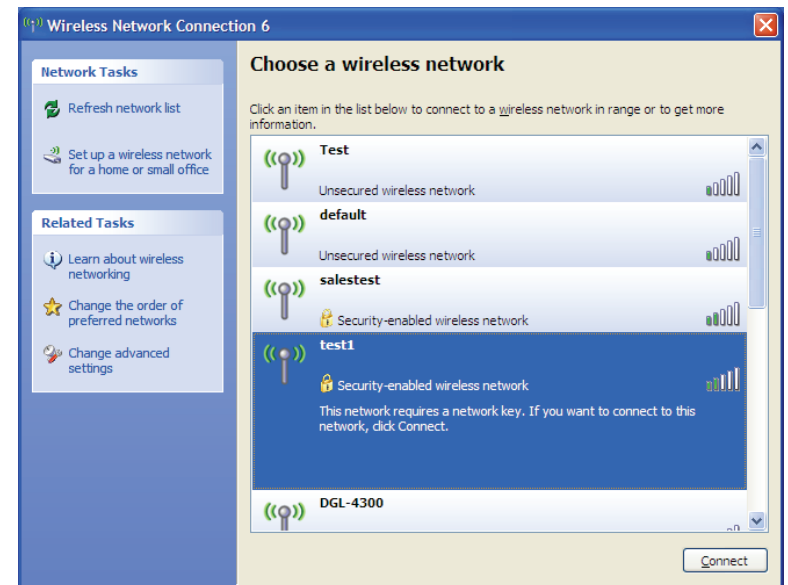 Wireless Network Connection 6
Network Tasks
Refresh network list
Set up a wireless network
for a home or small office
Related Tasks
Learn about wireless
networking
Change the order of
preferred networks
Change advanced
settings
Choose a wireless network
Click an item in the list below to connect to a wireless network in range or to get more
information.
Test
Unsecured wireless network
default
Unsecured wireless network
salestest
Security-enabled wireless network
test1
Security-enabled wireless network
This network requires a network key. If you want to connect to this
network, click Connect.
DGL-4300
Connect